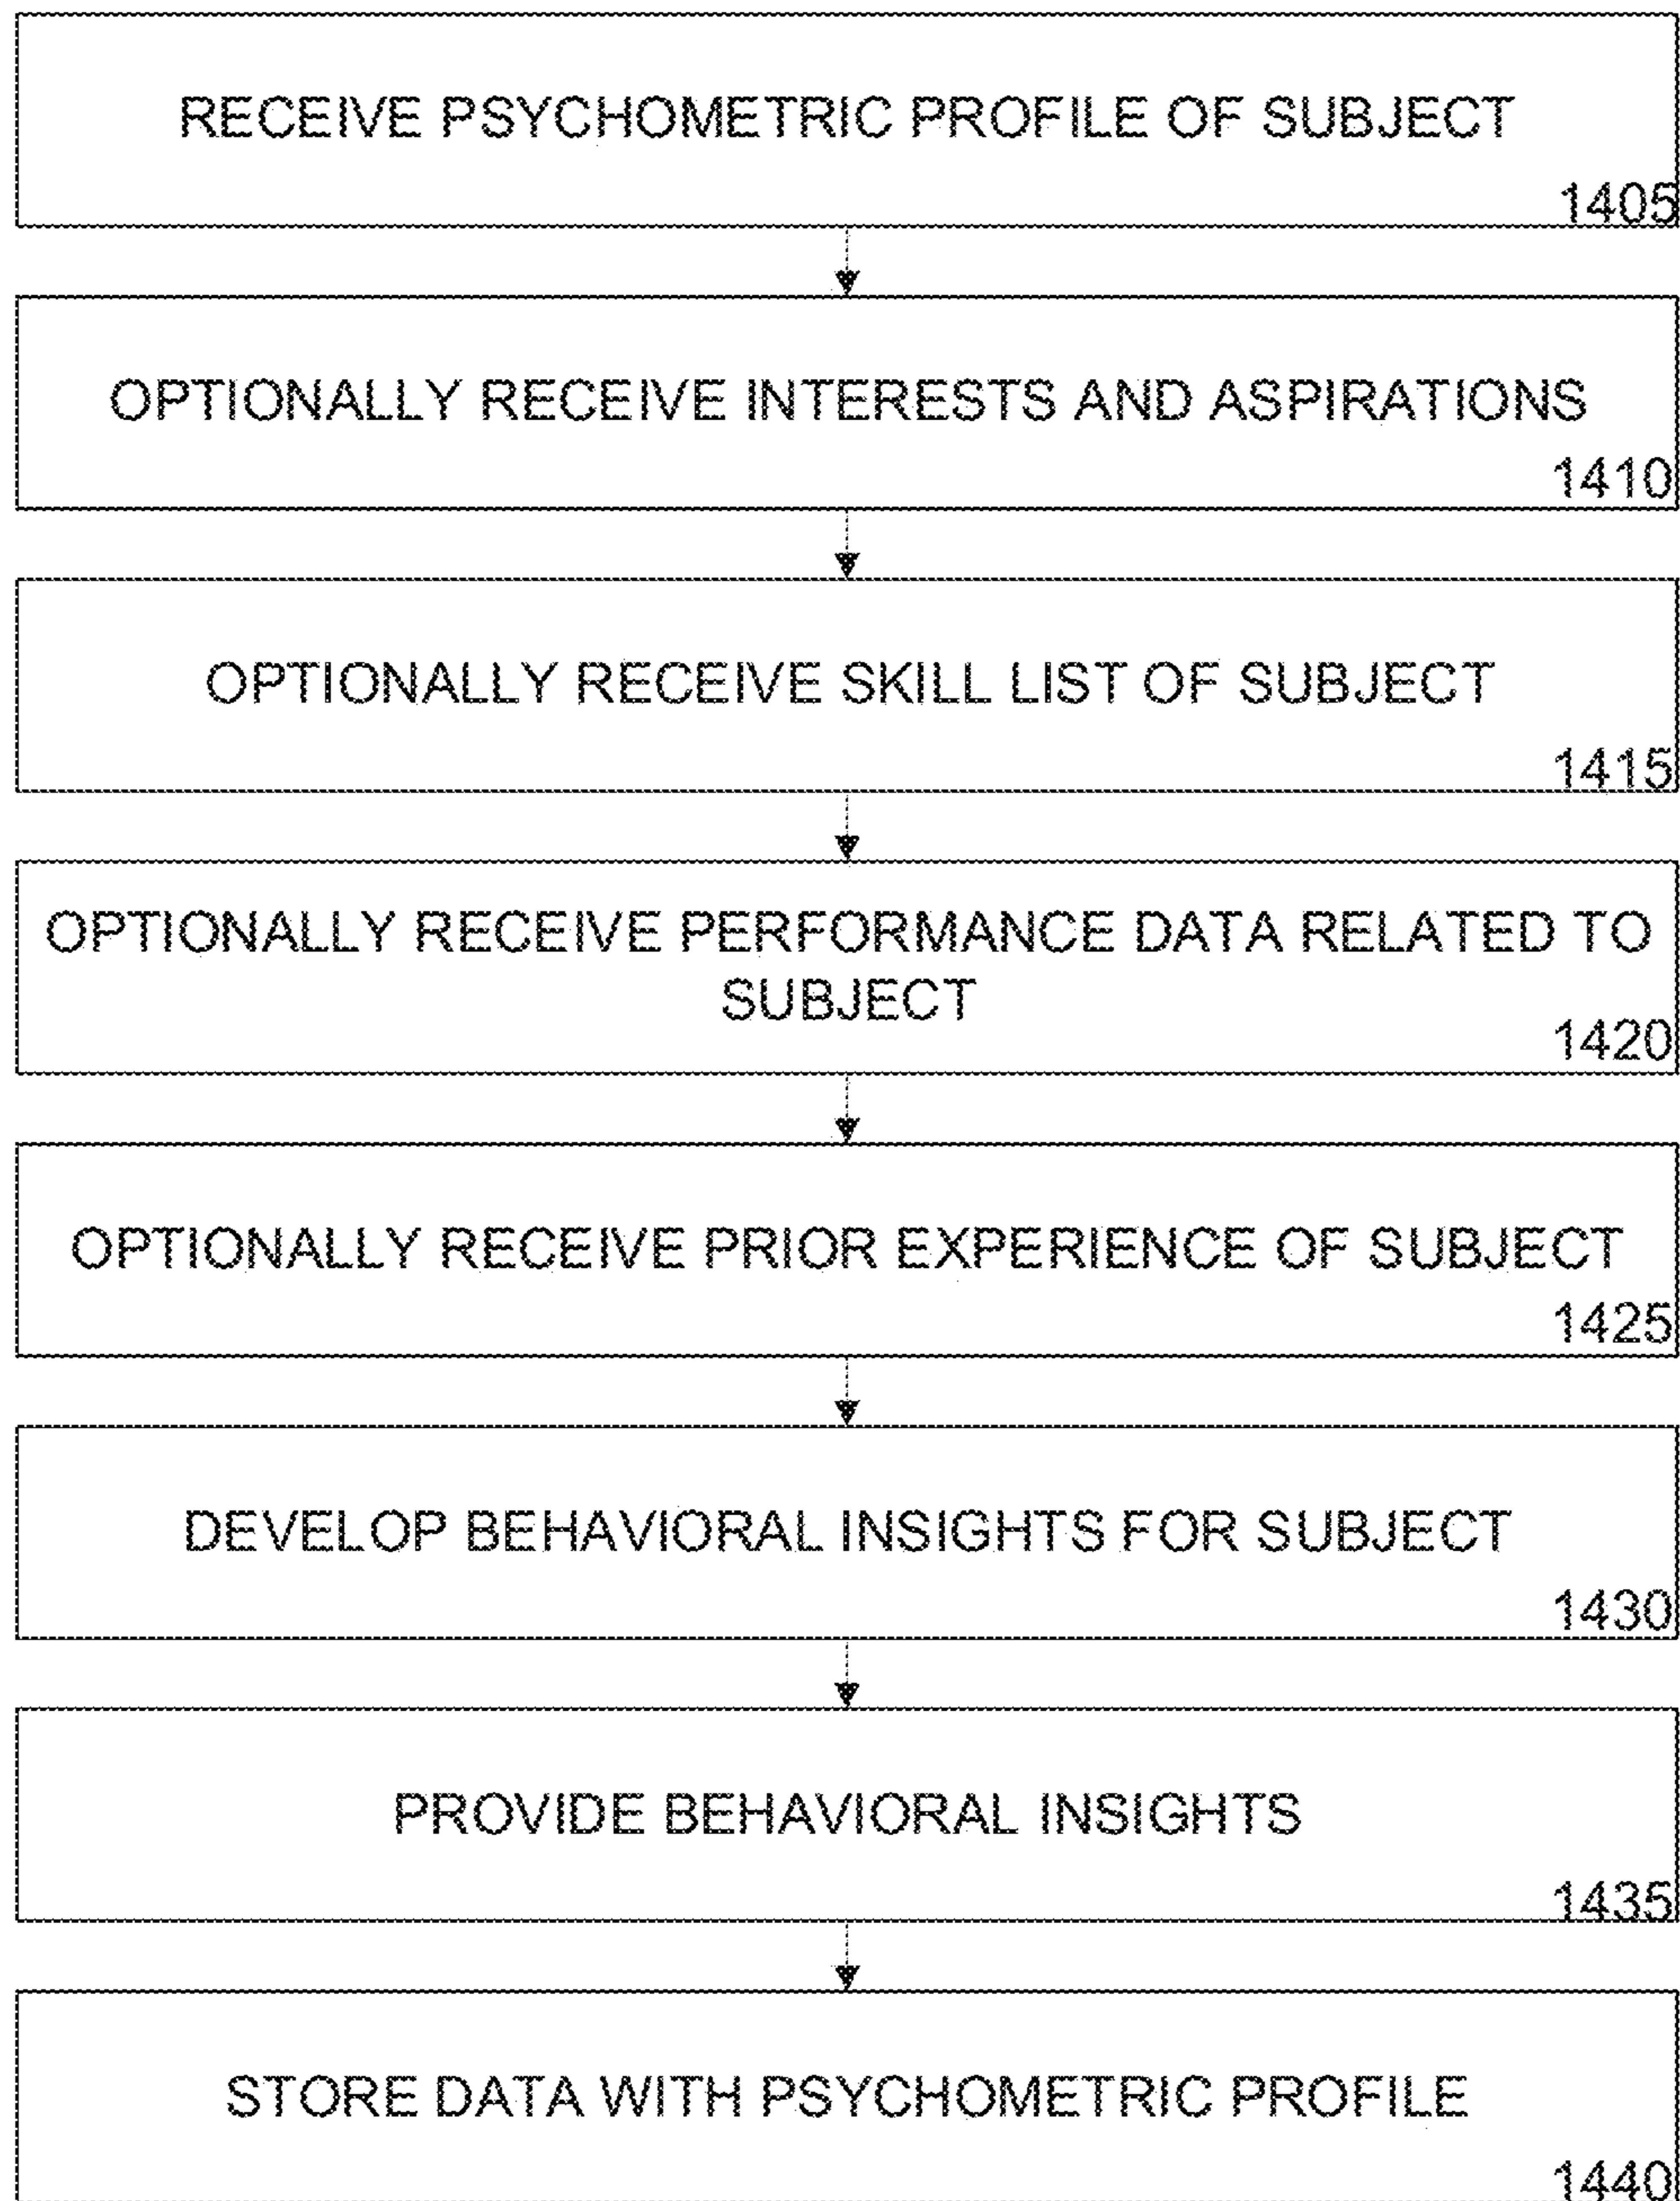 RECEIVE PSYCHOMETRIC PROFILE OF SUBJECT
1405
OPTIONALLY RECEIVE INTERESTS AND ASPIRATIONS
1410
OPTIONALLY RECEIVE SKILL LIST OF SUBJECT
1415
OPTIONALLY RECEIVE PERFORMANCE DATA RELATED TO
SUBJECT
1420
OPTIONALLY RECEIVE PRIOR EXPERIENCE OF SUBJECT
1425
DEVELOP BEHAVIORAL INSIGHTS FOR SUBJECT
1430
PROVIDE BEHAVIORAL INSIGHTS
1435
STORE DATA WITH PSYCHOMETRIC PROFILE
1440